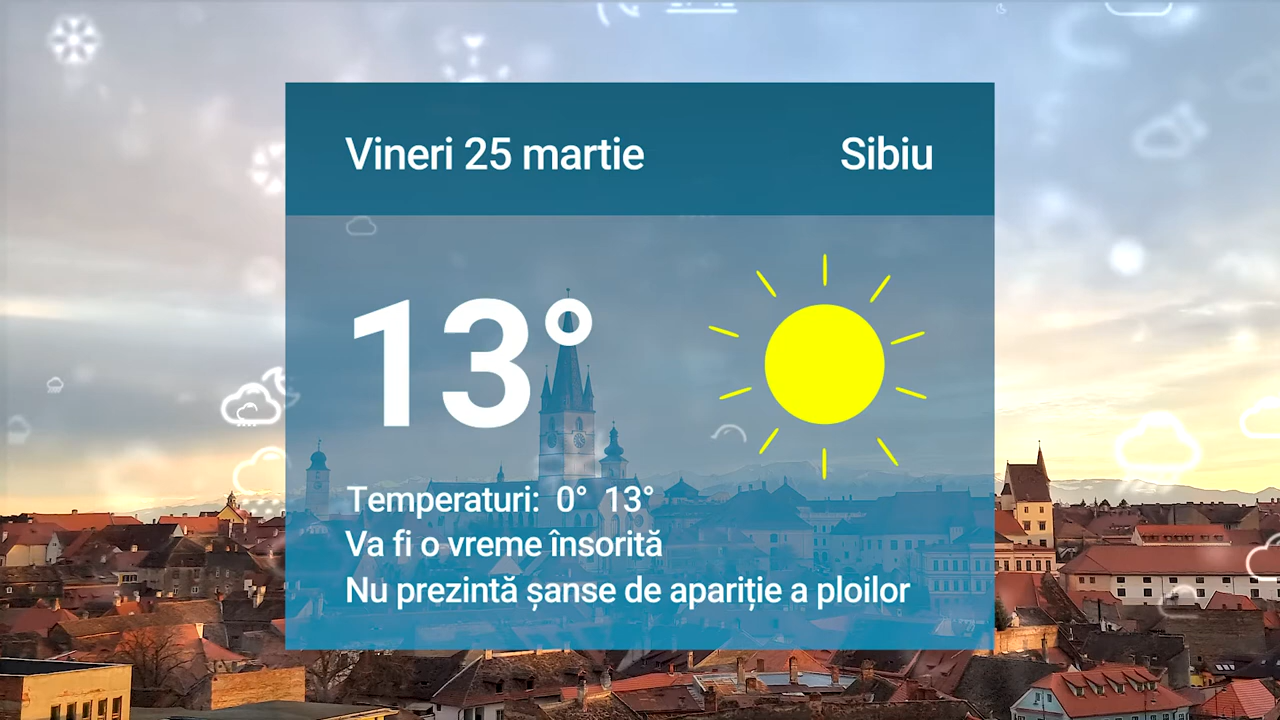 Vineri 25 martie
Sibiu
13°
Temperaturi: 0° 13°
Va fi o vreme însorită
Nu prezintă șanse de apariție a ploilor